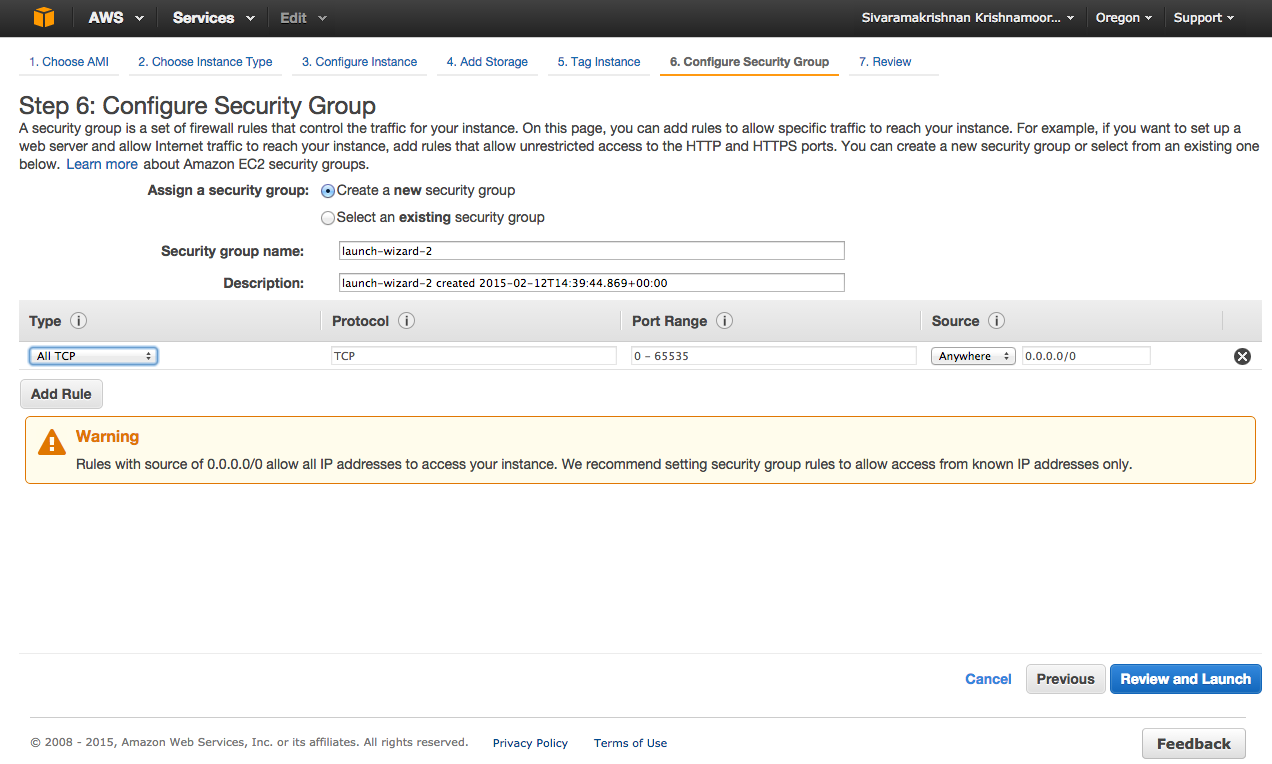 AWS Services Edit Sivaramakrishnan Krishnamoor... Oregon Support
1. Choose AMI 2. Choose Instance Type 3. Configure Instance 4. Add Storage 5. Tag Instance 6. Configure Security Group 7. Review
Step 6: Configure Security Group
A security group is a set of firewall rules that control the traffic for your instance. On this page, you can add rules to allow specific traffic to reach your instance. For example, if you want to set up a
web server and allow Internet traffic to reach your instance, add rules that allow unrestricted access to the HTTP and HTTPS ports. You can create a new security group or select from an existing one
below. Learn more about Amazon EC2 security groups.
Assign a security group: Create a new security group
Select an existing security group
Security group name: launch-wizard-2
Description: launch-wizard-2 created 2015-02-12T14:39:44.869+00:00
Type i Protocol i Port Range i Source i
All TCP TCP 0 - 65535 Anywhere 0.0.0.0/0
Add Rule
Warning
Rules with source of 0.0.0.0/0 allow all IP addresses to access your instance. We recommend setting security group rules to allow access from known IP addresses only.
Cancel Previous Review and Launch
© 2008 - 2015, Amazon Web Services, Inc. or its affiliates. All rights reserved. Privacy Policy Terms of Use Feedback